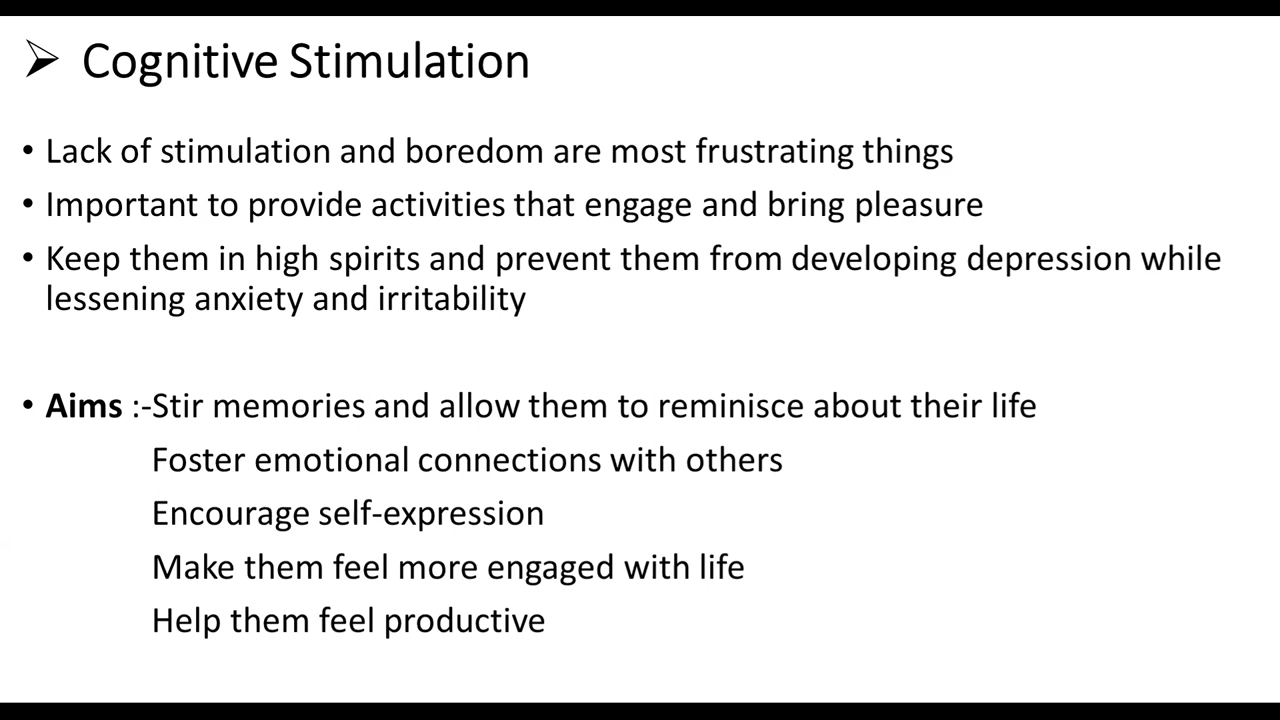 ➢ Cognitive Stimulation
• Lack of stimulation and boredom are most frustrating things
• Important to provide activities that engage and bring pleasure
• Keep them in high spirits and prevent them from developing depression while
lessening anxiety and irritability
• Aims :-Stir memories and allow them to reminisce about their life
Foster emotional connections with others
Encourage self-expression
Make them feel more engaged with life
Help them feel productive